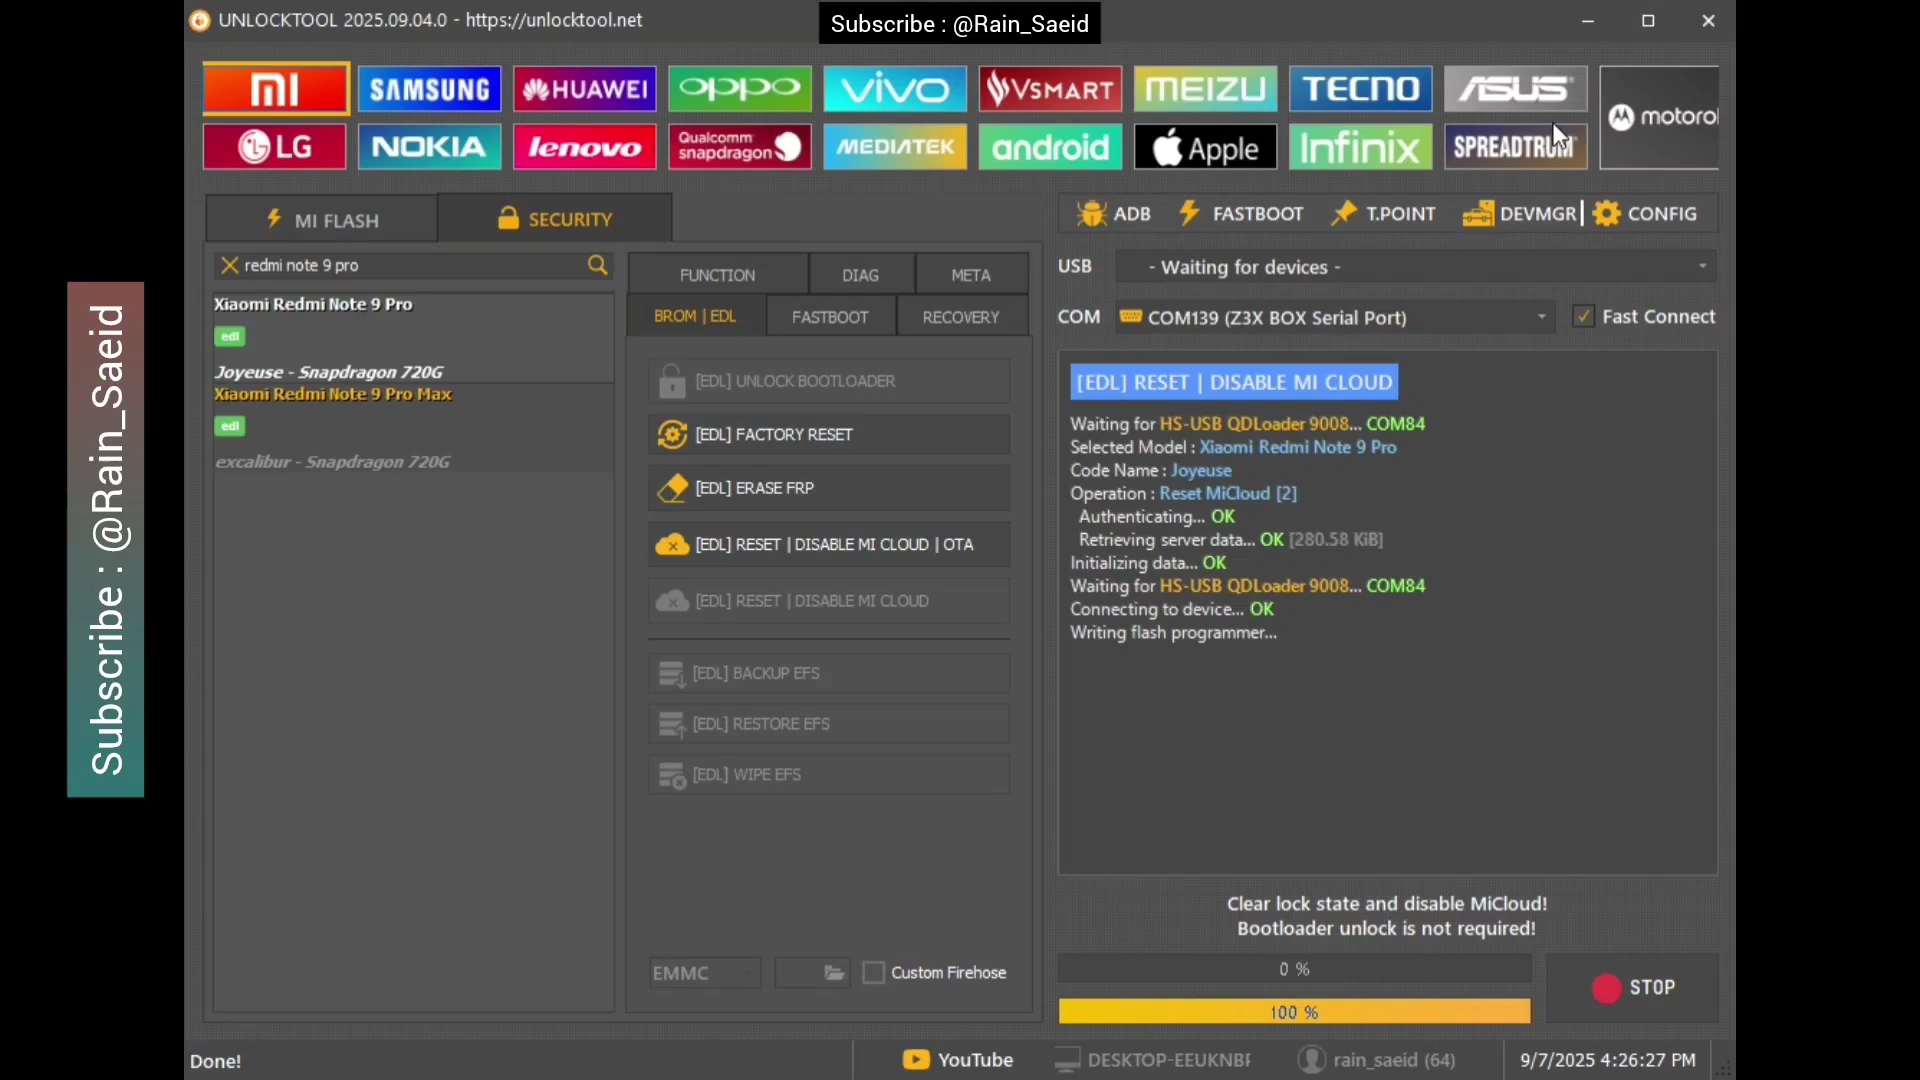 UNLOCKTOOL 2025.09.04.0 - https://unlocktool.net
Subscribe : @Rain_Saeid
SAMSUNG
HUAWEI
oppo
vivo
VSMART
MEIZU
TECNO
ASUS
motorol
LG
NOKIA
lenovo
Qualcomm
snapdragon
MEDIATEK
android
Apple
Infinix
SPREADTRUM
MI FLASH
SECURITY
ADB
FASTBOOT
T.POINT
DEVMGR
CONFIG
redmi note 9 pro
Xiaomi Redmi Note 9 Pro
edl
Joyeuse - Snapdragon 720G
Xiaomi Redmi Note 9 Pro Max
edl
excalibur - Snapdragon 720G
FUNCTION
DIAG
META
BROM | EDL
FASTBOOT
RECOVERY
[EDL] UNLOCK BOOTLOADER
[EDL] FACTORY RESET
[EDL] ERASE FRP
[EDL] RESET | DISABLE MI CLOUD | OTA
[EDL] RESET | DISABLE MI CLOUD
[EDL] BACKUP EFS
[EDL] RESTORE EFS
[EDL] WIPE EFS
EMMC
Custom Firehose
USB
- Waiting for devices -
COM
COM139 (Z3X BOX Serial Port)
Fast Connect
[EDL] RESET | DISABLE MI CLOUD
Waiting for HS-USB QDLoader 9008... COM84
Selected Model : Xiaomi Redmi Note 9 Pro
Code Name : Joyeuse
Operation : Reset MiCloud [2]
Authenticating... OK
Retrieving server data... OK [280.58 KiB]
Initializing data... OK
Waiting for HS-USB QDLoader 9008... COM84
Connecting to device... OK
Writing flash programmer...
Clear lock state and disable MiCloud!
Bootloader unlock is not required!
0 %
100 %
STOP
Done!
YouTube
DESKTOP-EEUKNBF
rain_saeid (64)
9/7/2025 4:26:27 PM
Subscribe : @Rain_Saeid